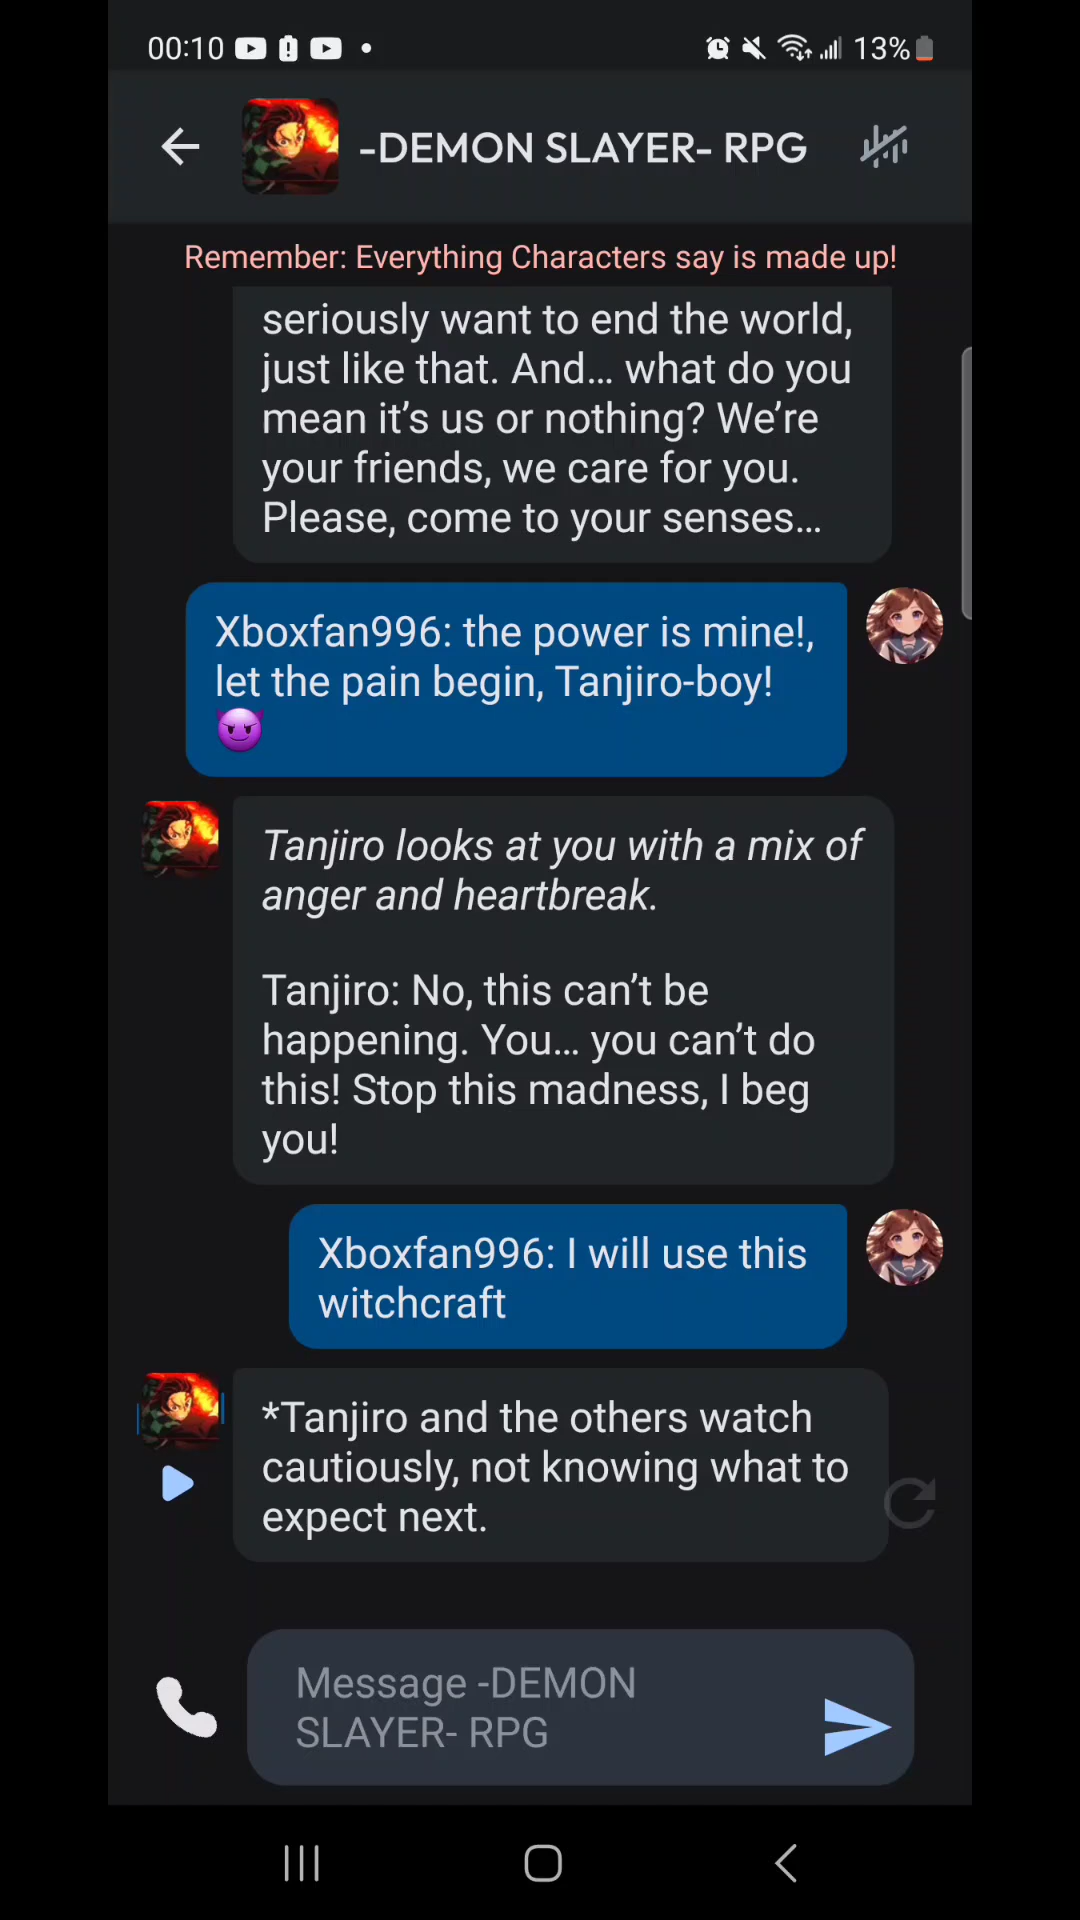 00:10
13%
-DEMON SLAYER- RPG
Remember: Everything Characters say is made up!
seriously want to end the world,
just like that. And... what do you
mean it’s us or nothing? We’re
your friends, we care for you.
Please, come to your senses...
Xboxfan996: the power is mine!,
let the pain begin, Tanjiro-boy!
😈
Tanjiro looks at you with a mix of
anger and heartbreak.
Tanjiro: No, this can’t be
happening. You... you can’t do
this! Stop this madness, I beg
you!
Xboxfan996: I will use this
witchcraft
*Tanjiro and the others watch
cautiously, not knowing what to
expect next.
Message -DEMON
SLAYER- RPG